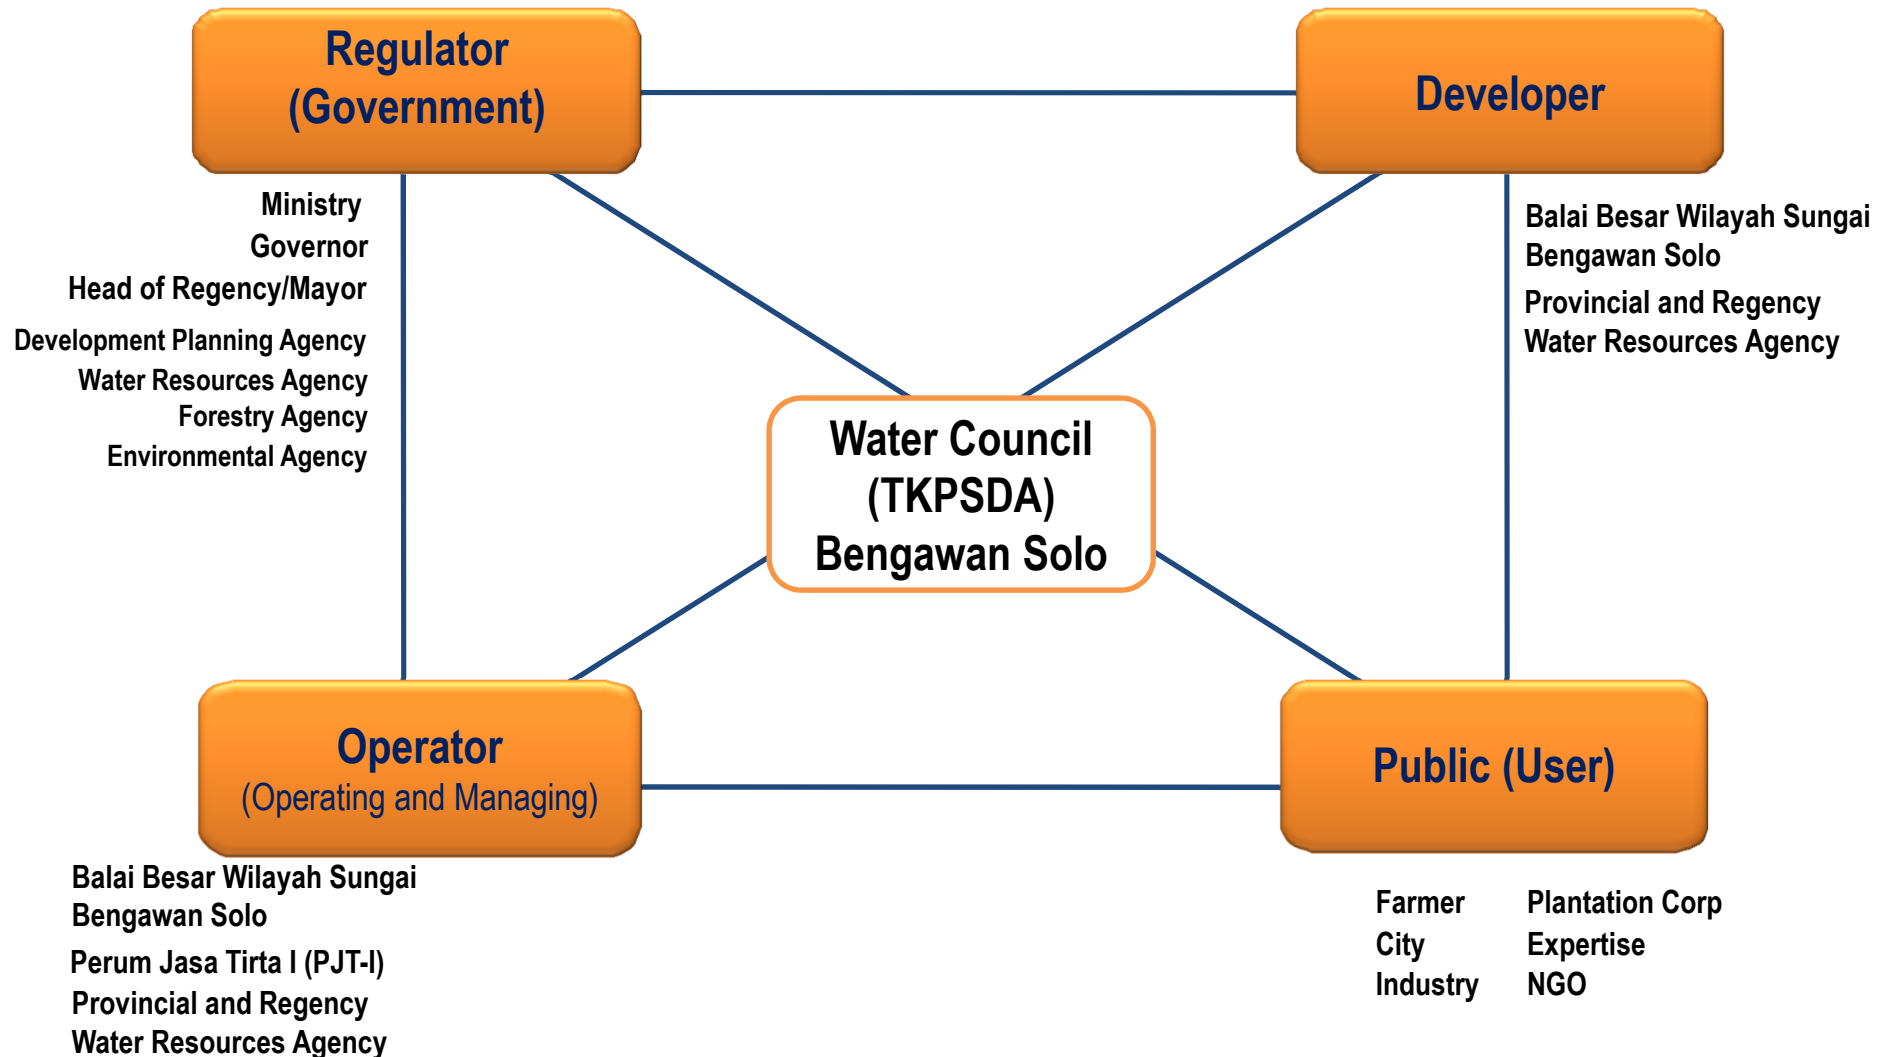 Regulator
(Government)
Developer
Ministry
Governor
Head of Regency/Mayor
Development Planning Agency
Water Resources Agency
Forestry Agency
Environmental Agency
Balai Besar Wilayah Sungai
Bengawan Solo
Provincial and Regency
Water Resources Agency
Water Council
(TKPSDA)
Bengawan Solo
Operator
(Operating and Managing)
Public (User)
Balai Besar Wilayah Sungai
Bengawan Solo
Perum Jasa Tirta I (PJT-I)
Provincial and Regency
Water Resources Agency
Farmer Plantation Corp
City Expertise
Industry NGO